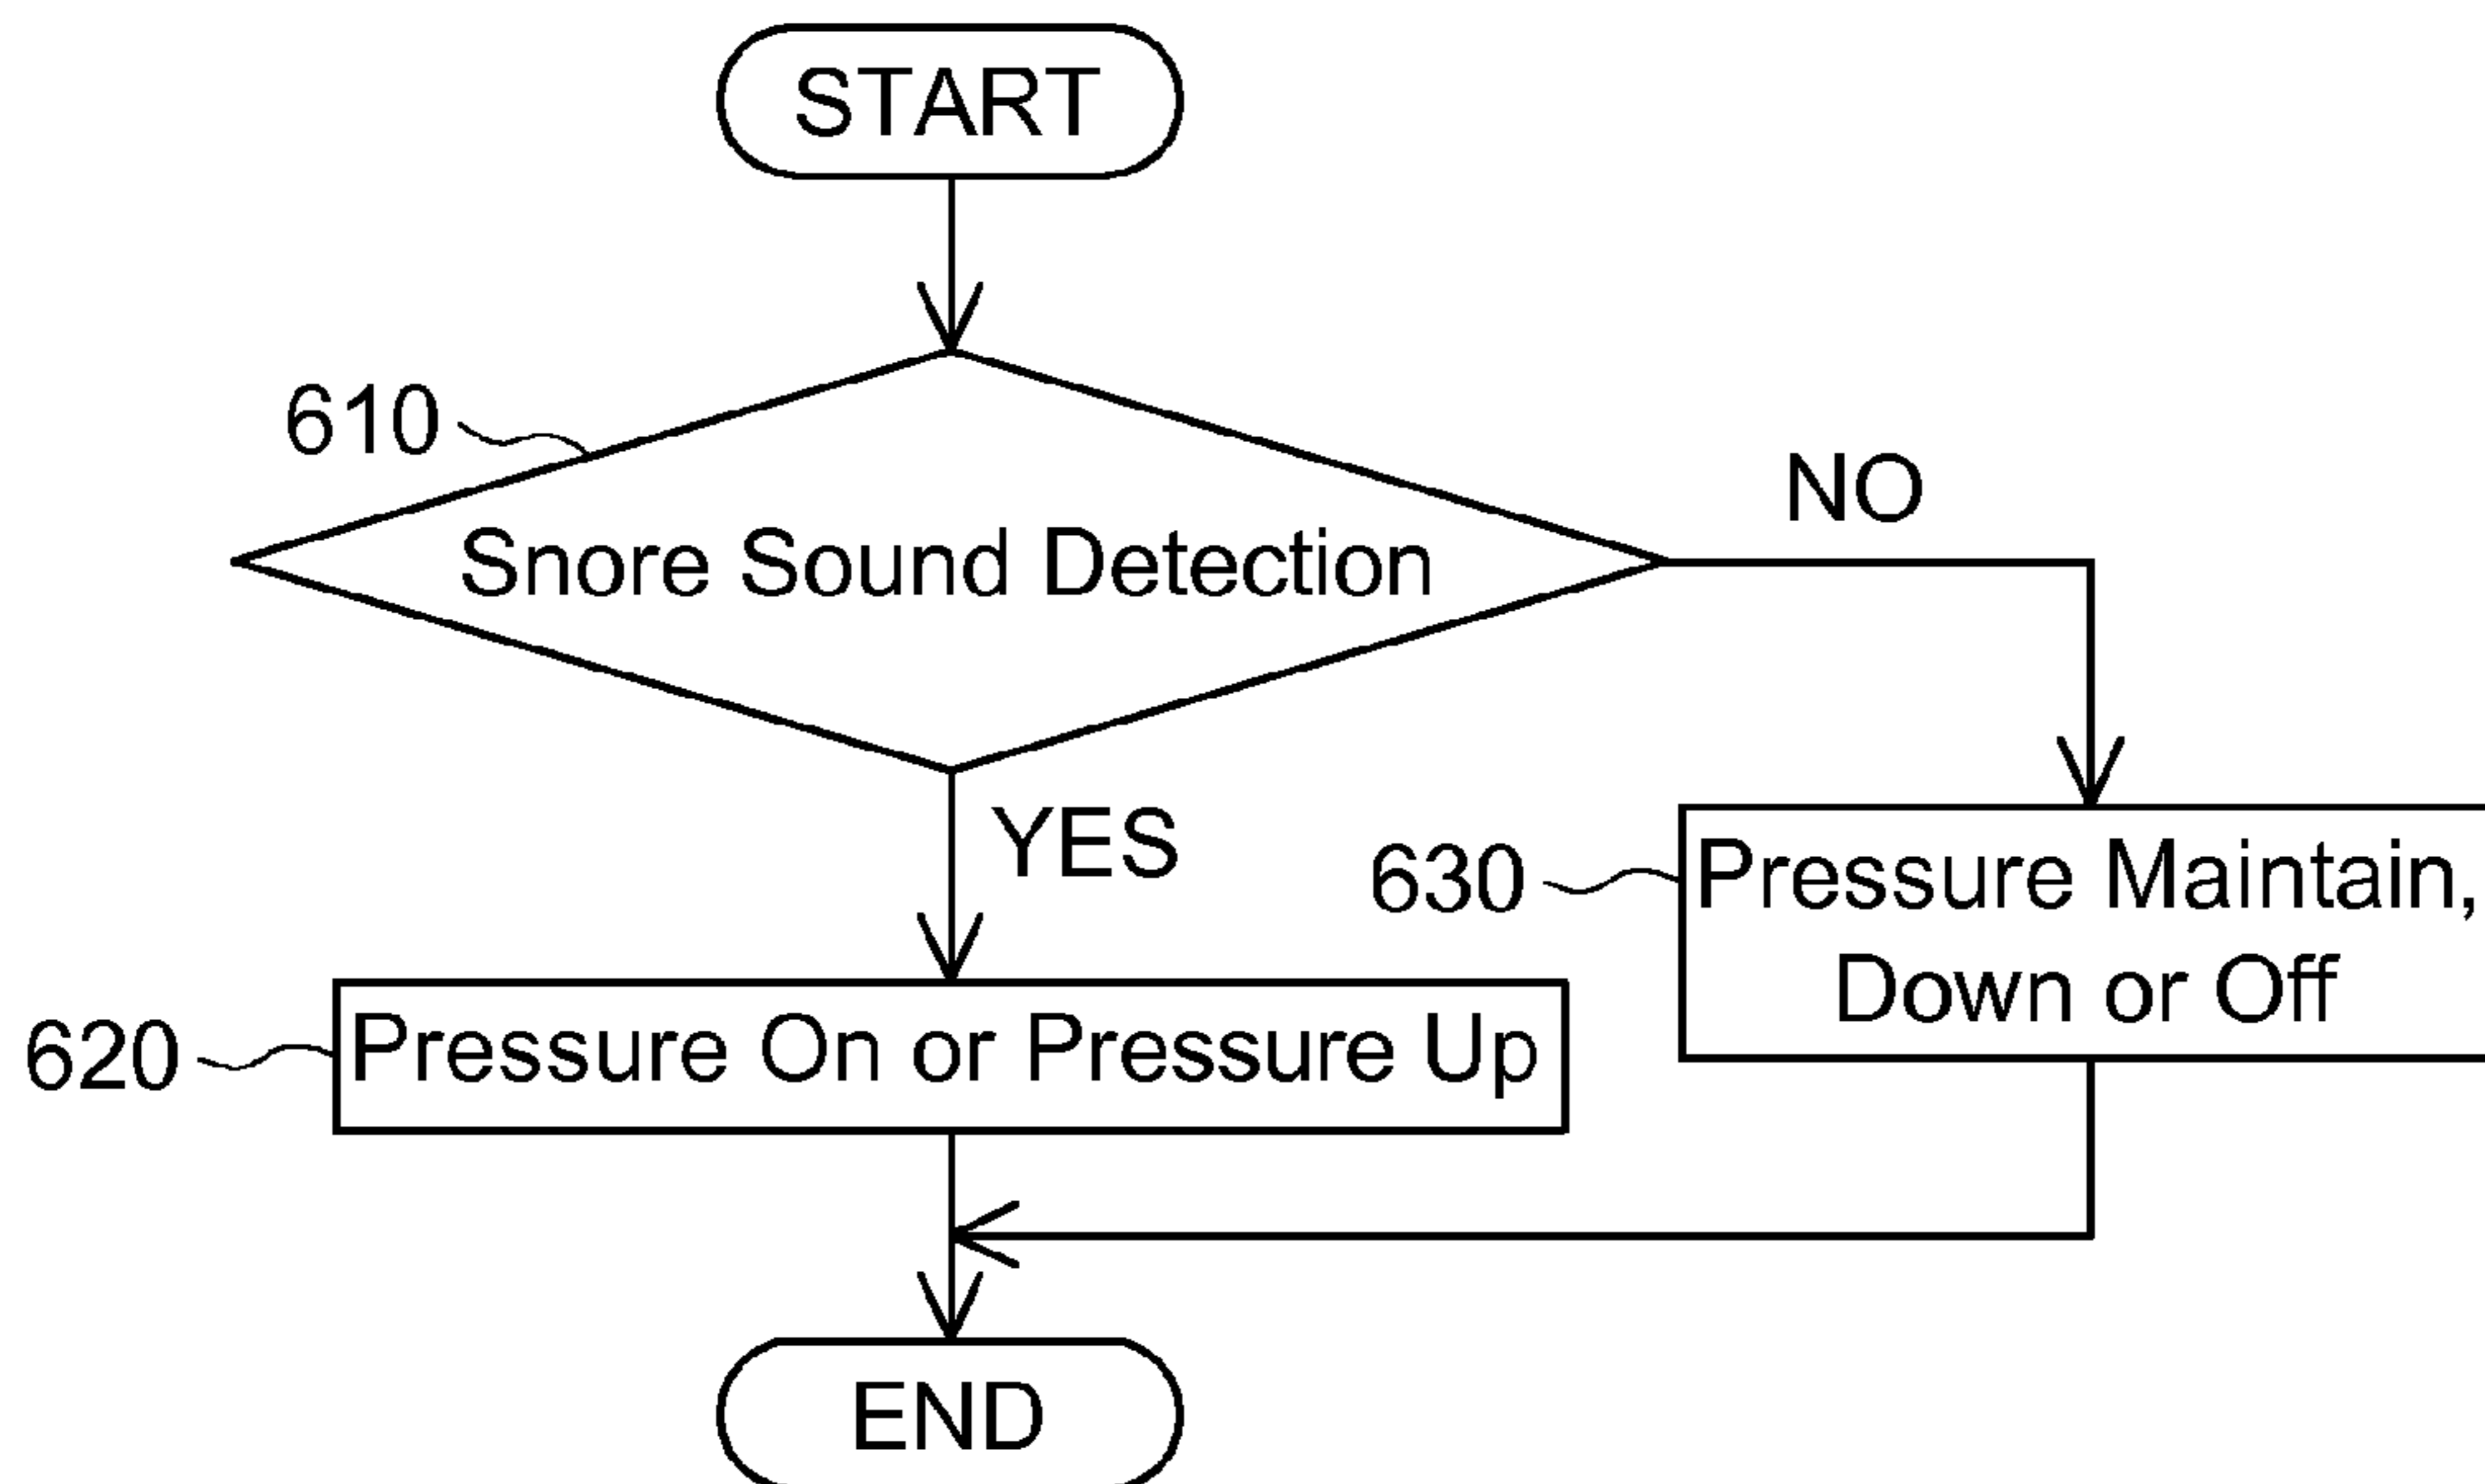 START
610
Snore Sound Detection
NO
YES
630
Pressure Maintain,
Down or Off
620
Pressure On or Pressure Up
END